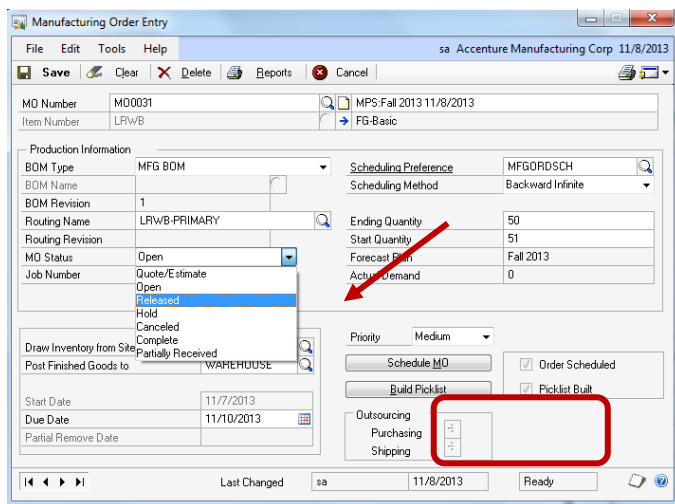 Manufacturing Order Entry
File Edit Tools Help sa Accenture Manufacturing Corp 11/8/2013
Save Clear Delete Reports Cancel
MO Number MO0031 MPS:Fall 2013 11/8/2013
Item Number LRWB FG-Basic
Production Information
BOM Type MFG BOM Scheduling Preference MFGORDSCH
BOM Name Scheduling Method Backward Infinite
BOM Revision 1
Routing Name LRWB-PRIMARY Ending Quantity 50
Routing Revision Start Quantity 51
MO Status Open Forecast Plan Fall 2013
Job Number Quote/Estimate Actual Demand 0
Open
Released
Hold
Canceled
Complete Priority Medium
Draw Inventory from Site Partially Received
Post Finished Goods to WAREHOUSE Schedule MO Order Scheduled
Build Picklist Picklist Built
Start Date 11/7/2013
Due Date 11/10/2013 Outsourcing
Partial Remove Date Purchasing
Shipping
Last Changed sa 11/8/2013 Ready